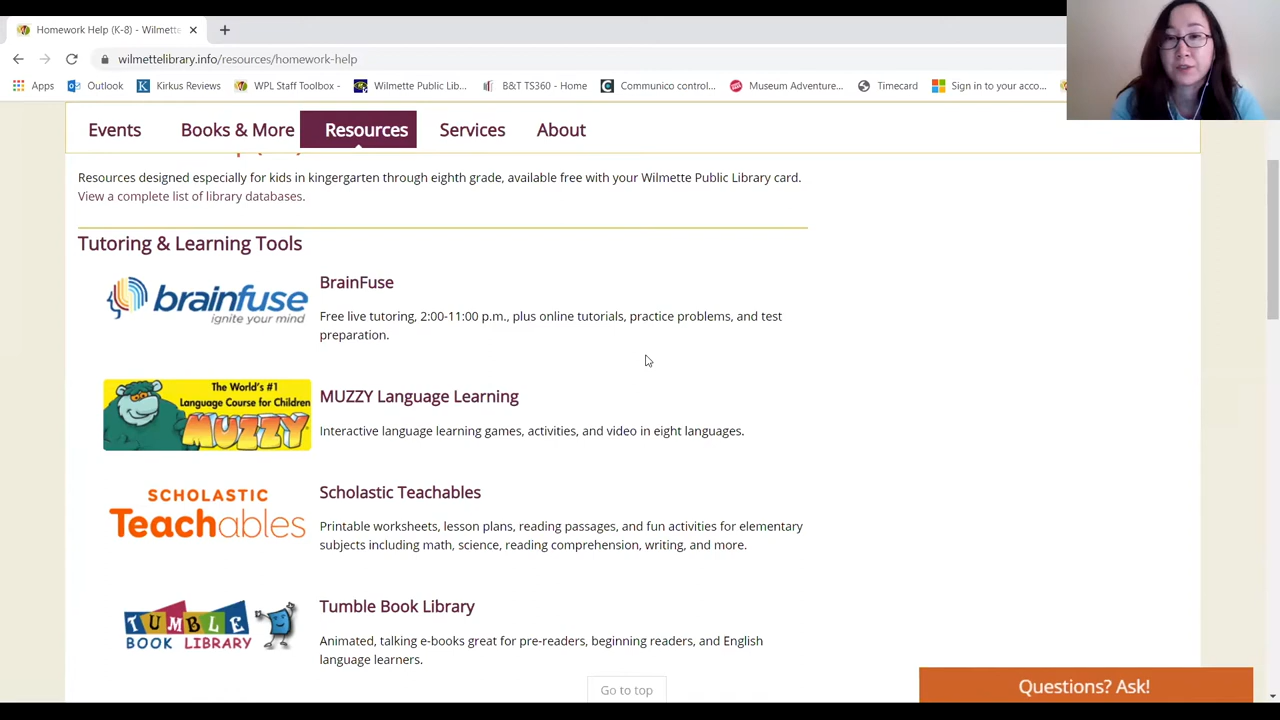 Homework Help (K-8) - Wilmette
wilmettelibrary.info/resources/homework-help
Apps Outlook Kirkus Reviews WPL Staff Toolbox - Wilmette Public Lib... B&T TS360 - Home Communico control... Museum Adventure... Timecard Sign in to your acco...
Events Books & More Resources Services About
Resources designed especially for kids in kingergarten through eighth grade, available free with your Wilmette Public Library card.
View a complete list of library databases.
Tutoring & Learning Tools
brainfuse
ignite your mind
BrainFuse
Free live tutoring, 2:00-11:00 p.m., plus online tutorials, practice problems, and test
preparation.
The World's #1
Language Course for Children
MUZZY
MUZZY Language Learning
Interactive language learning games, activities, and video in eight languages.
SCHOLASTIC
Teachables
Scholastic Teachables
Printable worksheets, lesson plans, reading passages, and fun activities for elementary
subjects including math, science, reading comprehension, writing, and more.
TUMBLE
BOOK LIBRARY
Tumble Book Library
Animated, talking e-books great for pre-readers, beginning readers, and English
language learners.
Go to top
Questions? Ask!